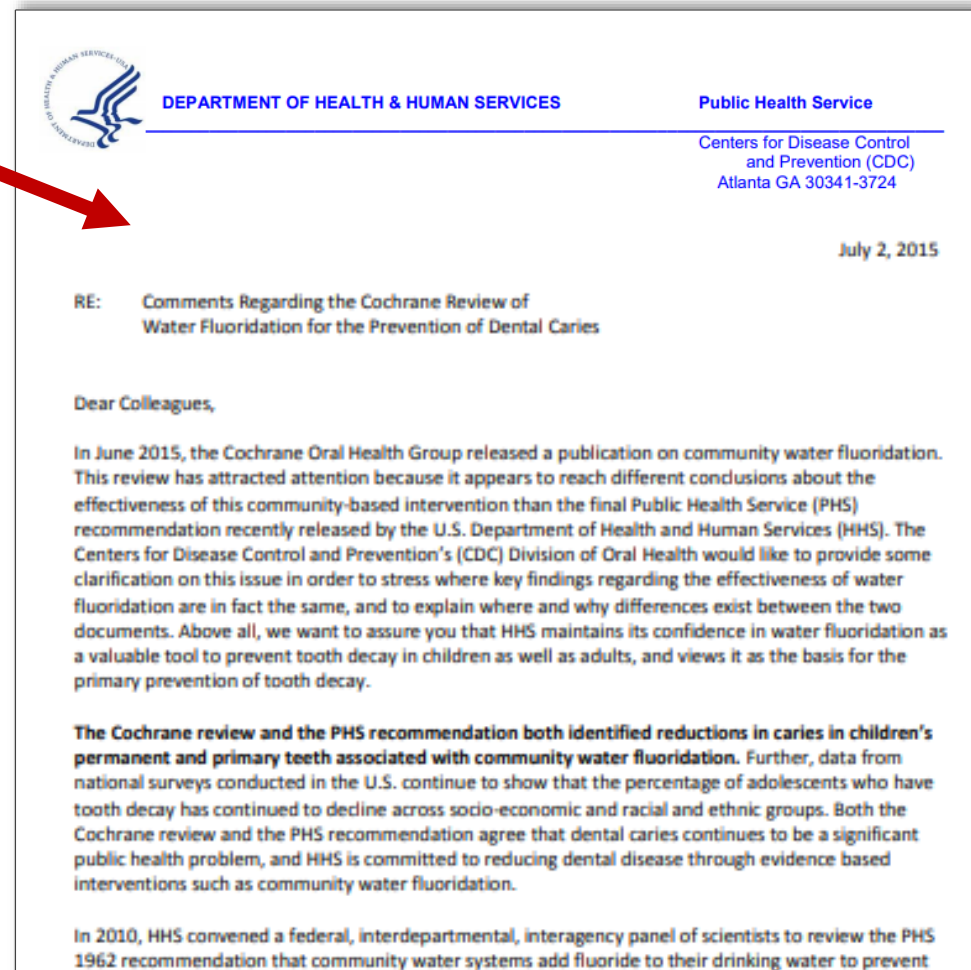 DEPARTMENT OF HEALTH & HUMAN SERVICES
Public Health Service
Centers for Disease Control
and Prevention (CDC)
Atlanta GA 30341-3724
July 2, 2015
RE: Comments Regarding the Cochrane Review of
Water Fluoridation for the Prevention of Dental Caries
Dear Colleagues,
In June 2015, the Cochrane Oral Health Group released a publication on community water fluoridation.
This review has attracted attention because it appears to reach different conclusions about the
effectiveness of this community-based intervention than the final Public Health Service (PHS)
recommendation recently released by the U.S. Department of Health and Human Services (HHS). The
Centers for Disease Control and Prevention's (CDC) Division of Oral Health would like to provide some
clarification on this issue in order to stress where key findings regarding the effectiveness of water
fluoridation are in fact the same, and to explain where and why differences exist between the two
documents. Above all, we want to assure you that HHS maintains its confidence in water fluoridation as
a valuable tool to prevent tooth decay in children as well as adults, and views it as the basis for the
primary prevention of tooth decay.
The Cochrane review and the PHS recommendation both identified reductions in caries in children's
permanent and primary teeth associated with community water fluoridation. Further, data from
national surveys conducted in the U.S. continue to show that the percentage of adolescents who have
tooth decay has continued to decline across socio-economic and racial and ethnic groups. Both the
Cochrane review and the PHS recommendation agree that dental caries continues to be a significant
public health problem, and HHS is committed to reducing dental disease through evidence based
interventions such as community water fluoridation.
In 2010, HHS convened a federal, interdepartmental, interagency panel of scientists to review the PHS
1962 recommendation that community water systems add fluoride to their drinking water to prevent